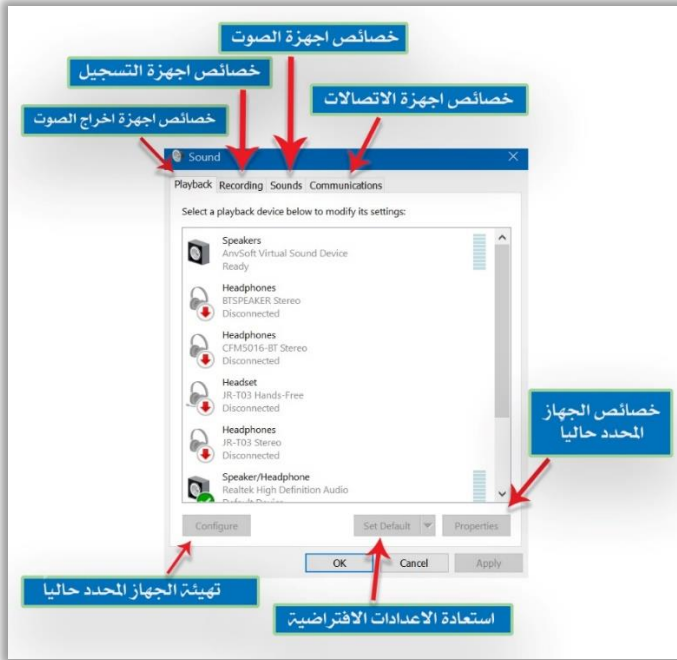 خصائص اجهزة الصوت
خصائص اجهزة التسجيل
خصائص اجهزة الاتصالات
خصائص اجهزة اخراج الصوت
Sound
Playback Recording Sounds Communications
Select a playback device below to modify its settings:
Speakers
AnvSoft Virtual Sound Device
Ready
Headphones
BTSPEAKER Stereo
Disconnected
Headphones
CFM5016-BT Stereo
Disconnected
Headset
JR-T03 Hands-Free
Disconnected
Headphones
JR-T03 Stereo
Disconnected
Speaker/Headphone
Realtek High Definition Audio
Default Device
خصائص الجهاز
المحدد حاليا
Configure Set Default Properties
OK Cancel Apply
تهيئة الجهاز المحدد حاليا
استعادة الاعدادات الافتراضية